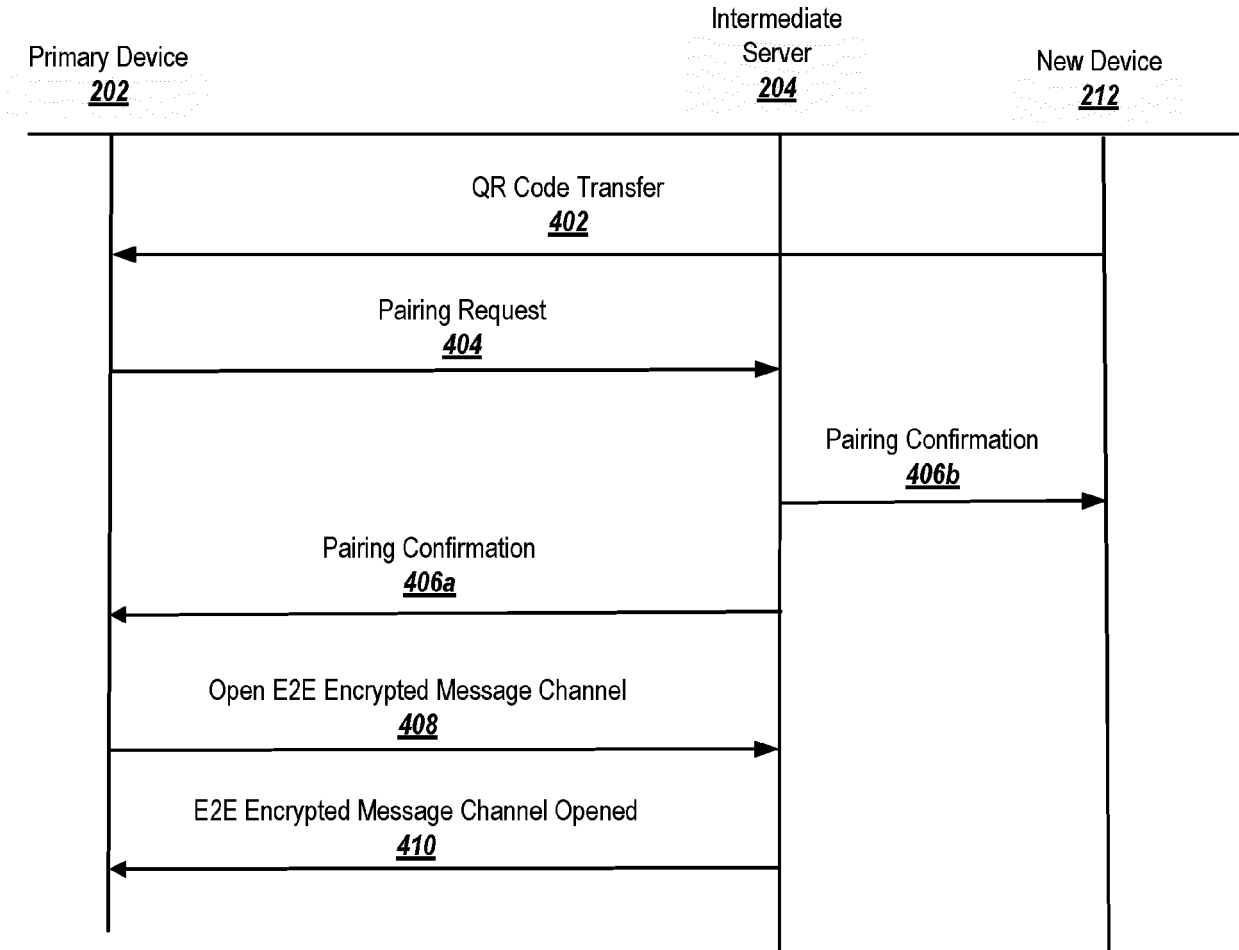 Intermediate
Server
204
Primary Device
202
New Device
212
QR Code Transfer
402
Pairing Request
404
Pairing Confirmation
406b
Pairing Confirmation
406a
Open E2E Encrypted Message Channel
408
E2E Encrypted Message Channel Opened
410